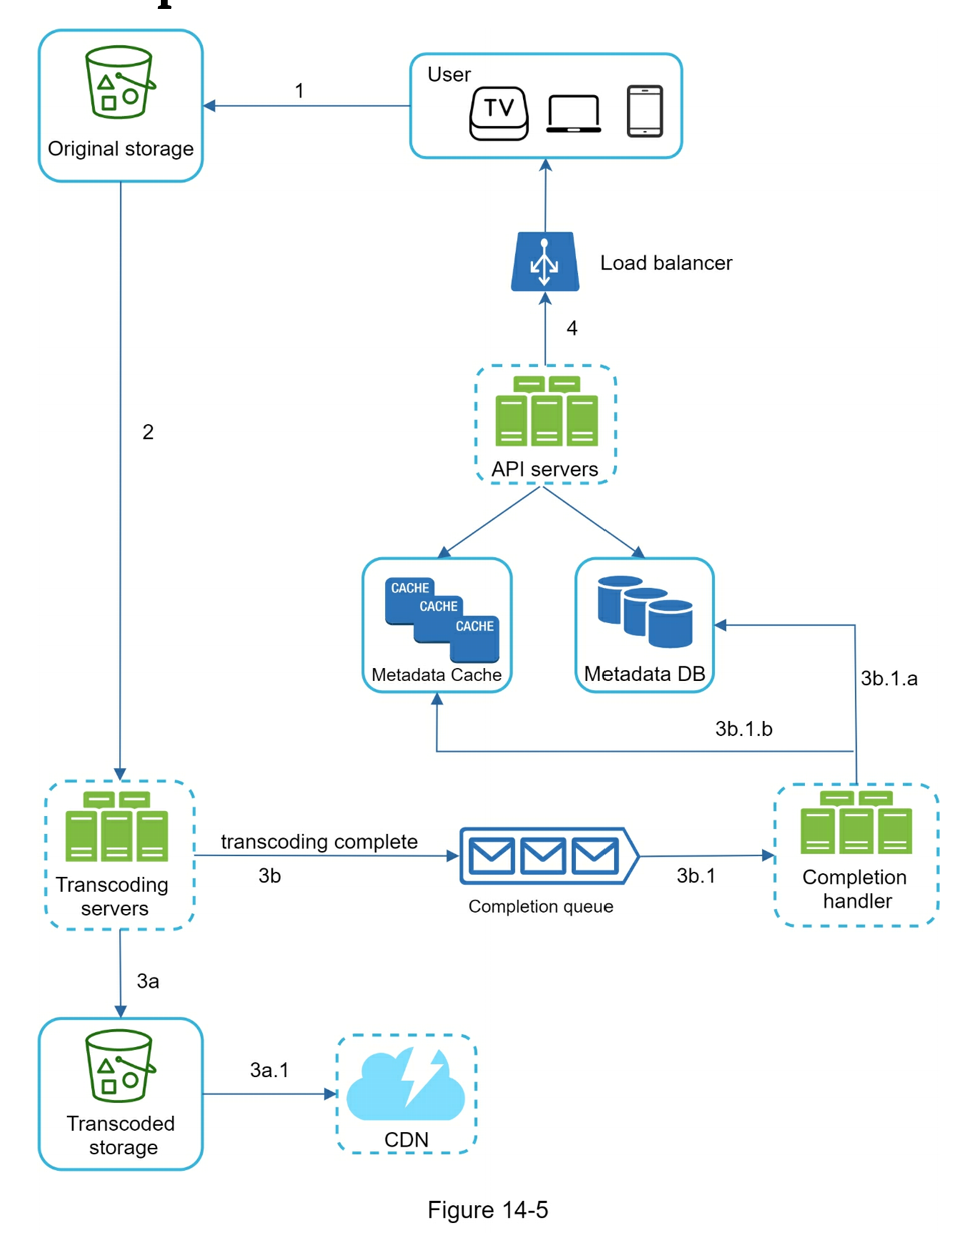 User
TV
1
Original storage
Load balancer
4
2
API servers
CACHE
CACHE
CACHE
Metadata Cache
Metadata DB
3b.1.a
3b.1.b
transcoding complete
3b
3b.1
Transcoding
servers
Completion queue
Completion
handler
3a
3a.1
Transcoded
storage
CDN
Figure 14-5